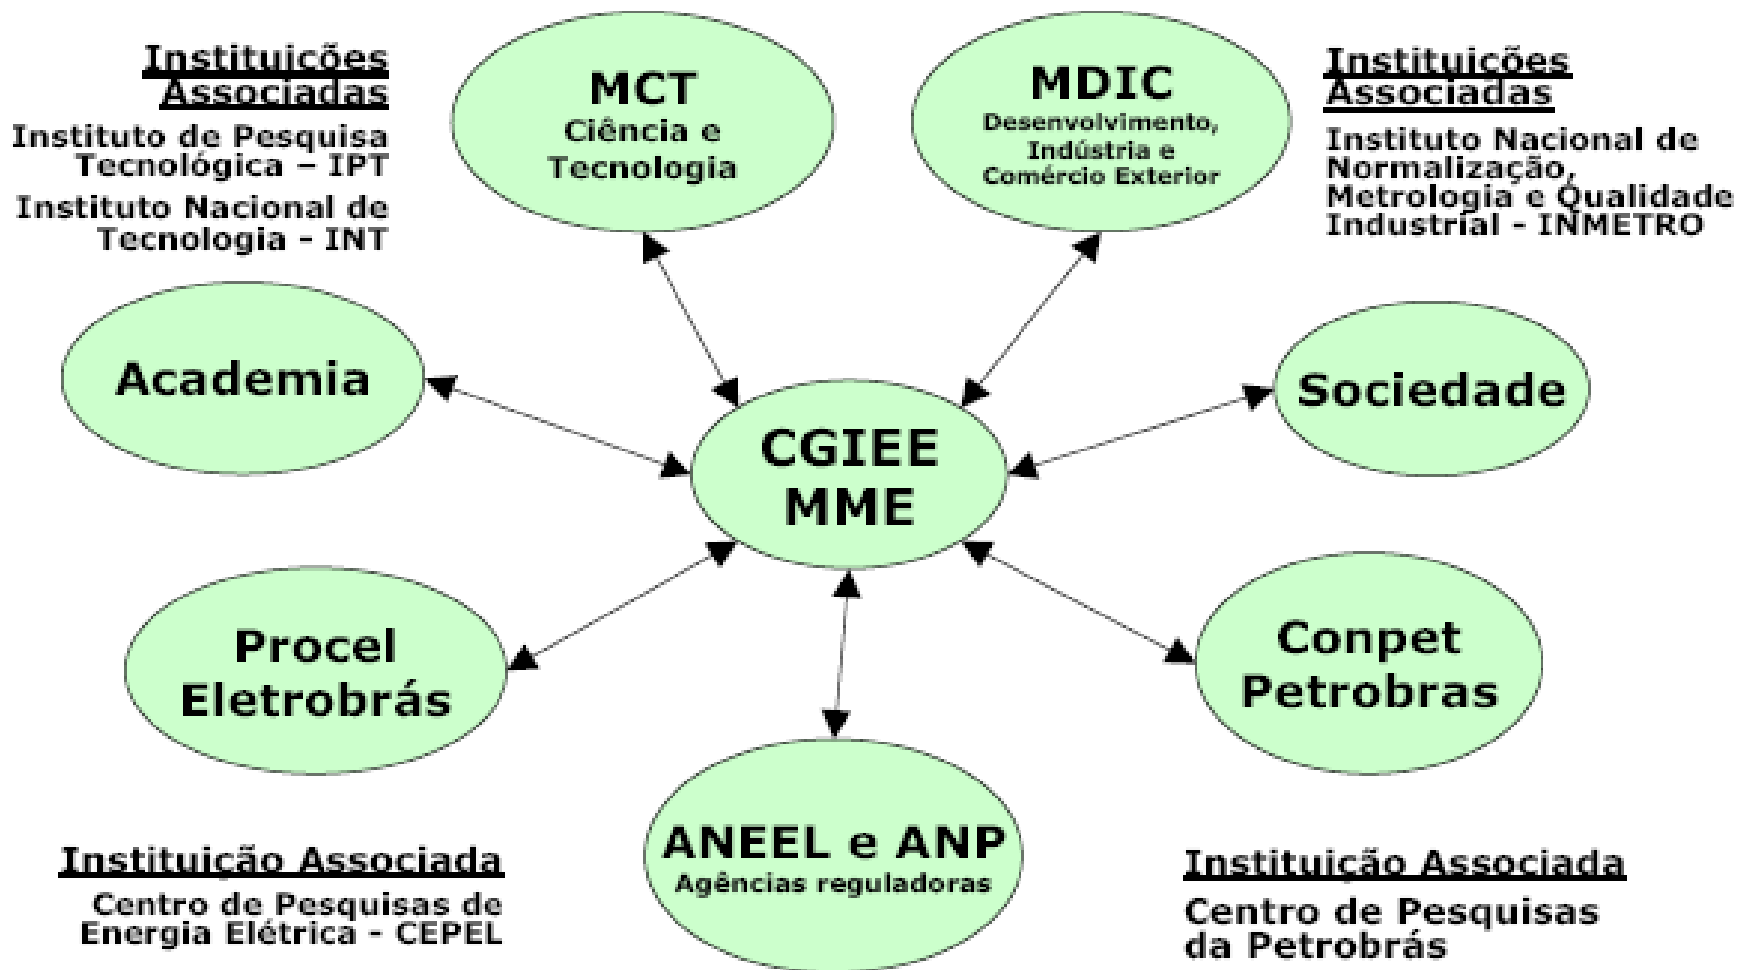 Instituições
Associadas
Instituto de Pesquisa
Tecnológica – IPT
Instituto Nacional de
Tecnologia - INT
MCT
Ciência e
Tecnologia
MDIC
Desenvolvimento,
Indústria e
Comércio Exterior
Instituições
Associadas
Instituto Nacional de
Normalização,
Metrologia e Qualidade
Industrial - INMETRO
Academia
Sociedade
CGIEE
MME
Procel
Eletrobrás
Conpet
Petrobras
ANEEL e ANP
Agências reguladoras
Instituição Associada
Centro de Pesquisas de
Energia Elétrica - CEPEL
Instituição Associada
Centro de Pesquisas
da Petrobrás